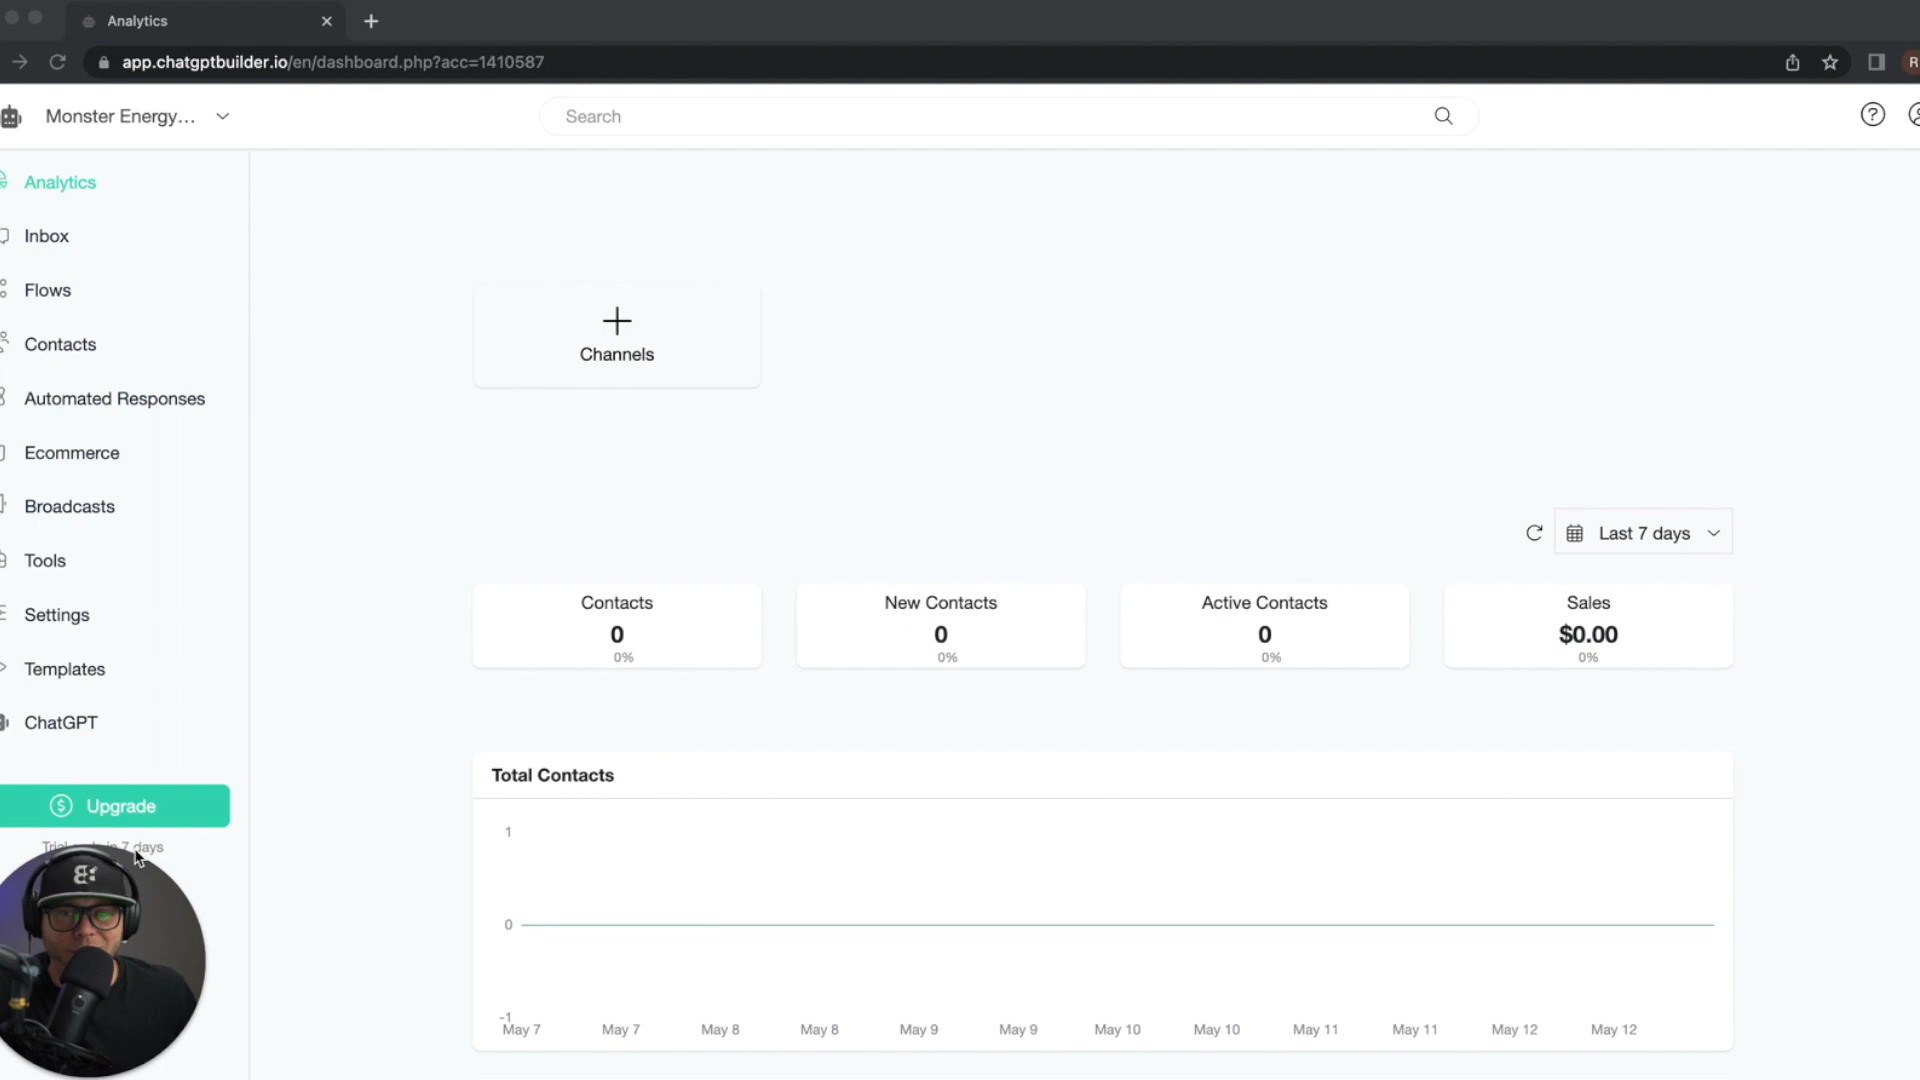 Analytics
app.chatgptbuilder.io/en/dashboard.php?acc=1410587
R
Monster Energy...
Search
Analytics
Inbox
Flows
Contacts
Automated Responses
Ecommerce
Broadcasts
Tools
Settings
Templates
ChatGPT
Upgrade
Trial ends in 7 days
Channels
Last 7 days
Contacts
0
0%
New Contacts
0
0%
Active Contacts
0
0%
Sales
$0.00
0%
Total Contacts
1
0
-1
May 7 May 7 May 8 May 8 May 9 May 9 May 10 May 10 May 11 May 11 May 12 May 12